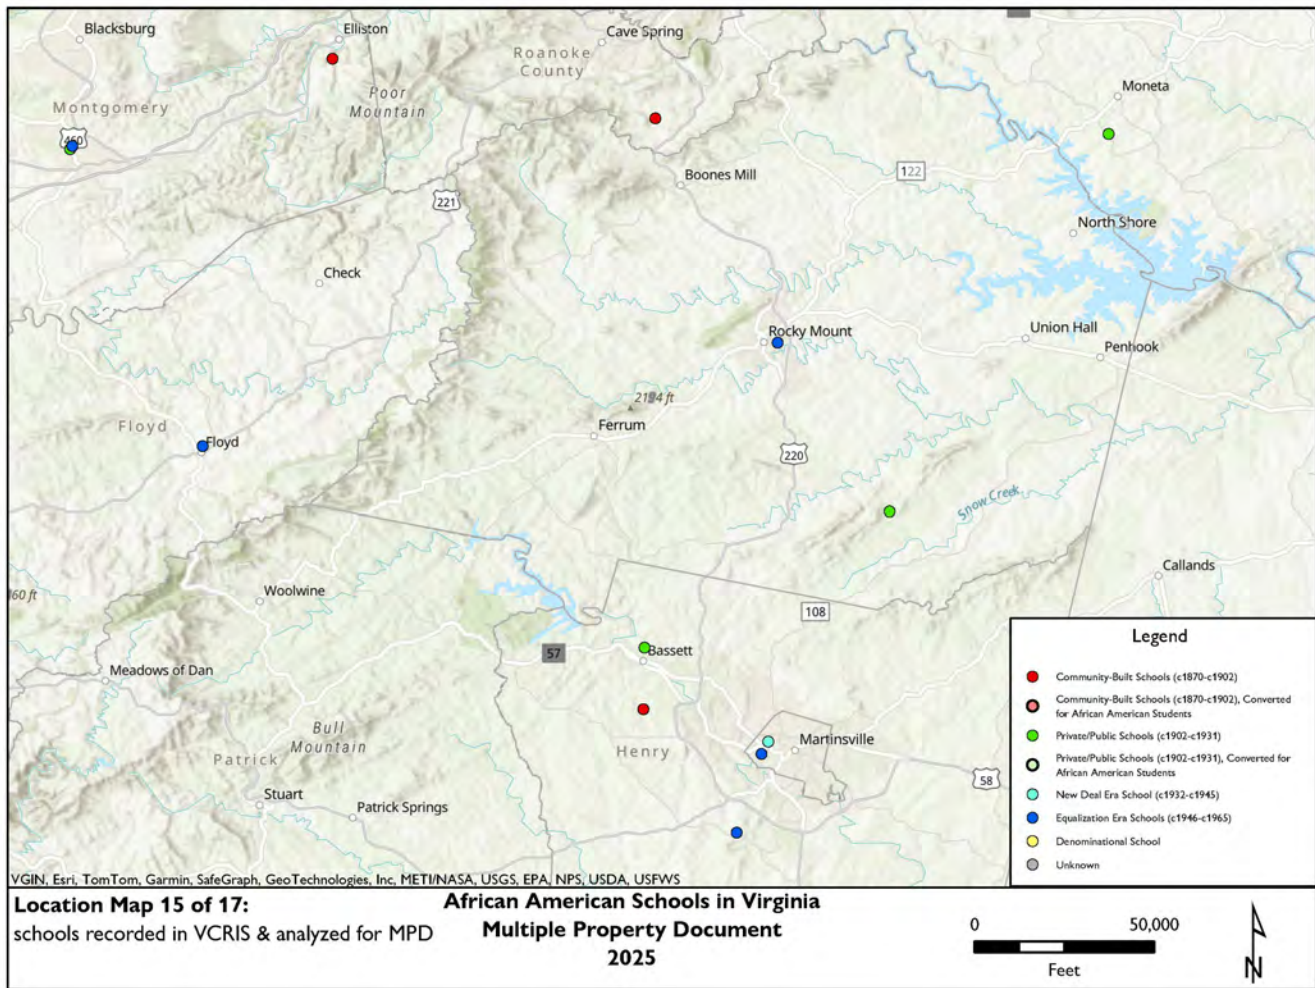 Blacksburg
Elliston
Cave Spring
Roanoke
County
Moneta
Montgomery
Poor
Mountain
460
Boones Mill
122
221
North Shore
Check
Rocky Mount
Union Hall
Penhook
Floyd
Floyd
Ferrum
220
Snow Creek
Callands
Woolwine
108
57
Bassett
Meadows of Dan
Bull
Mountain
Henry
Martinsville
Patrick
58
Stuart
Patrick Springs
Legend
Community-Built Schools (c1870-c1902)
Community-Built Schools (c1870-c1902), Converted
for African American Students
Private/Public Schools (c1902-c1931)
Private/Public Schools (c1902-c1931), Converted for
African American Students
New Deal Era School (c1932-c1945)
Equalization Era Schools (c1946-c1965)
Denominational School
Unknown
VGIN, Esri, TomTom, Garmin, SafeGraph, GeoTechnologies, Inc, METI/NASA, USGS, EPA, NPS, USDA, USFWS
Location Map 15 of 17:
schools recorded in VCRIS & analyzed for MPD
African American Schools in Virginia
Multiple Property Document
2025
0 50,000
Feet
N